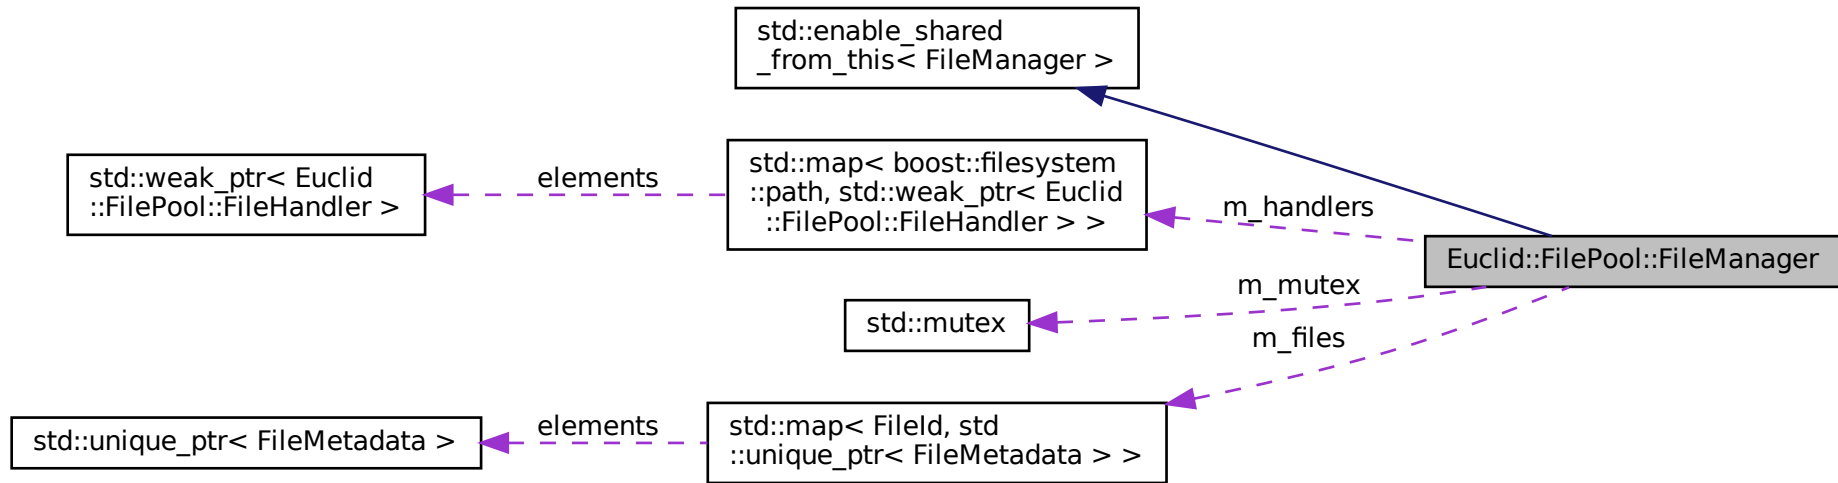 std::enable_shared
_from_this< FileManager >
std::weak_ptr< Euclid
::FilePool::FileHandler >
elements
std::map< boost::filesystem
::path, std::weak_ptr< Euclid
::FilePool::FileHandler > >
m_handlers
Euclid::FilePool::FileManager
m_mutex
std::mutex
m_files
std::unique_ptr< FileMetadata >
elements
std::map< FileId, std
::unique_ptr< FileMetadata > >